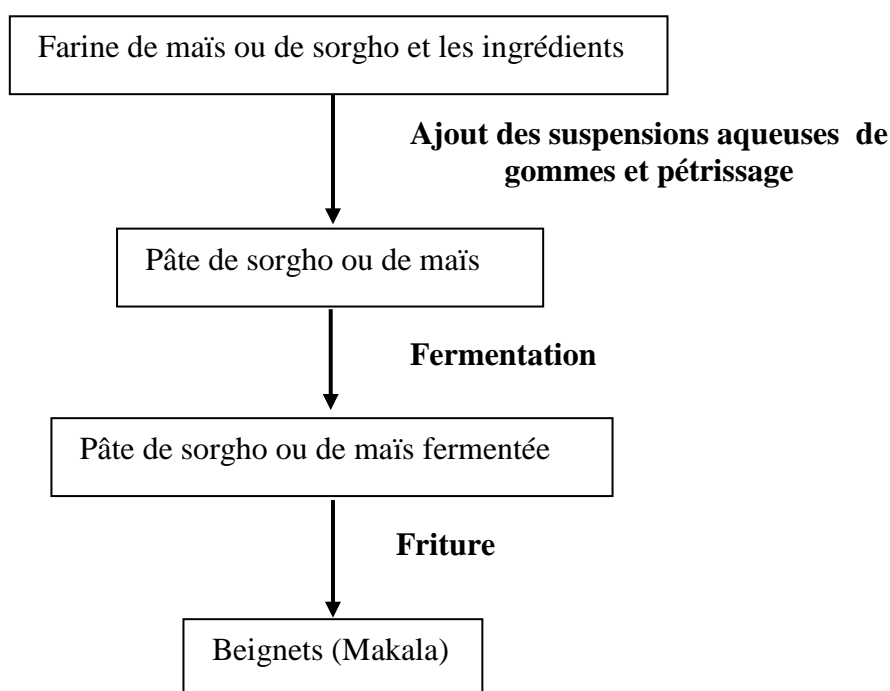 Farine de maïs ou de sorgho et les ingrédients
Ajout des suspensions aqueuses de
gommes et pétrissage
Pâte de sorgho ou de maïs
Fermentation
Pâte de sorgho ou de maïs fermentée
Friture
Beignets (Makala)